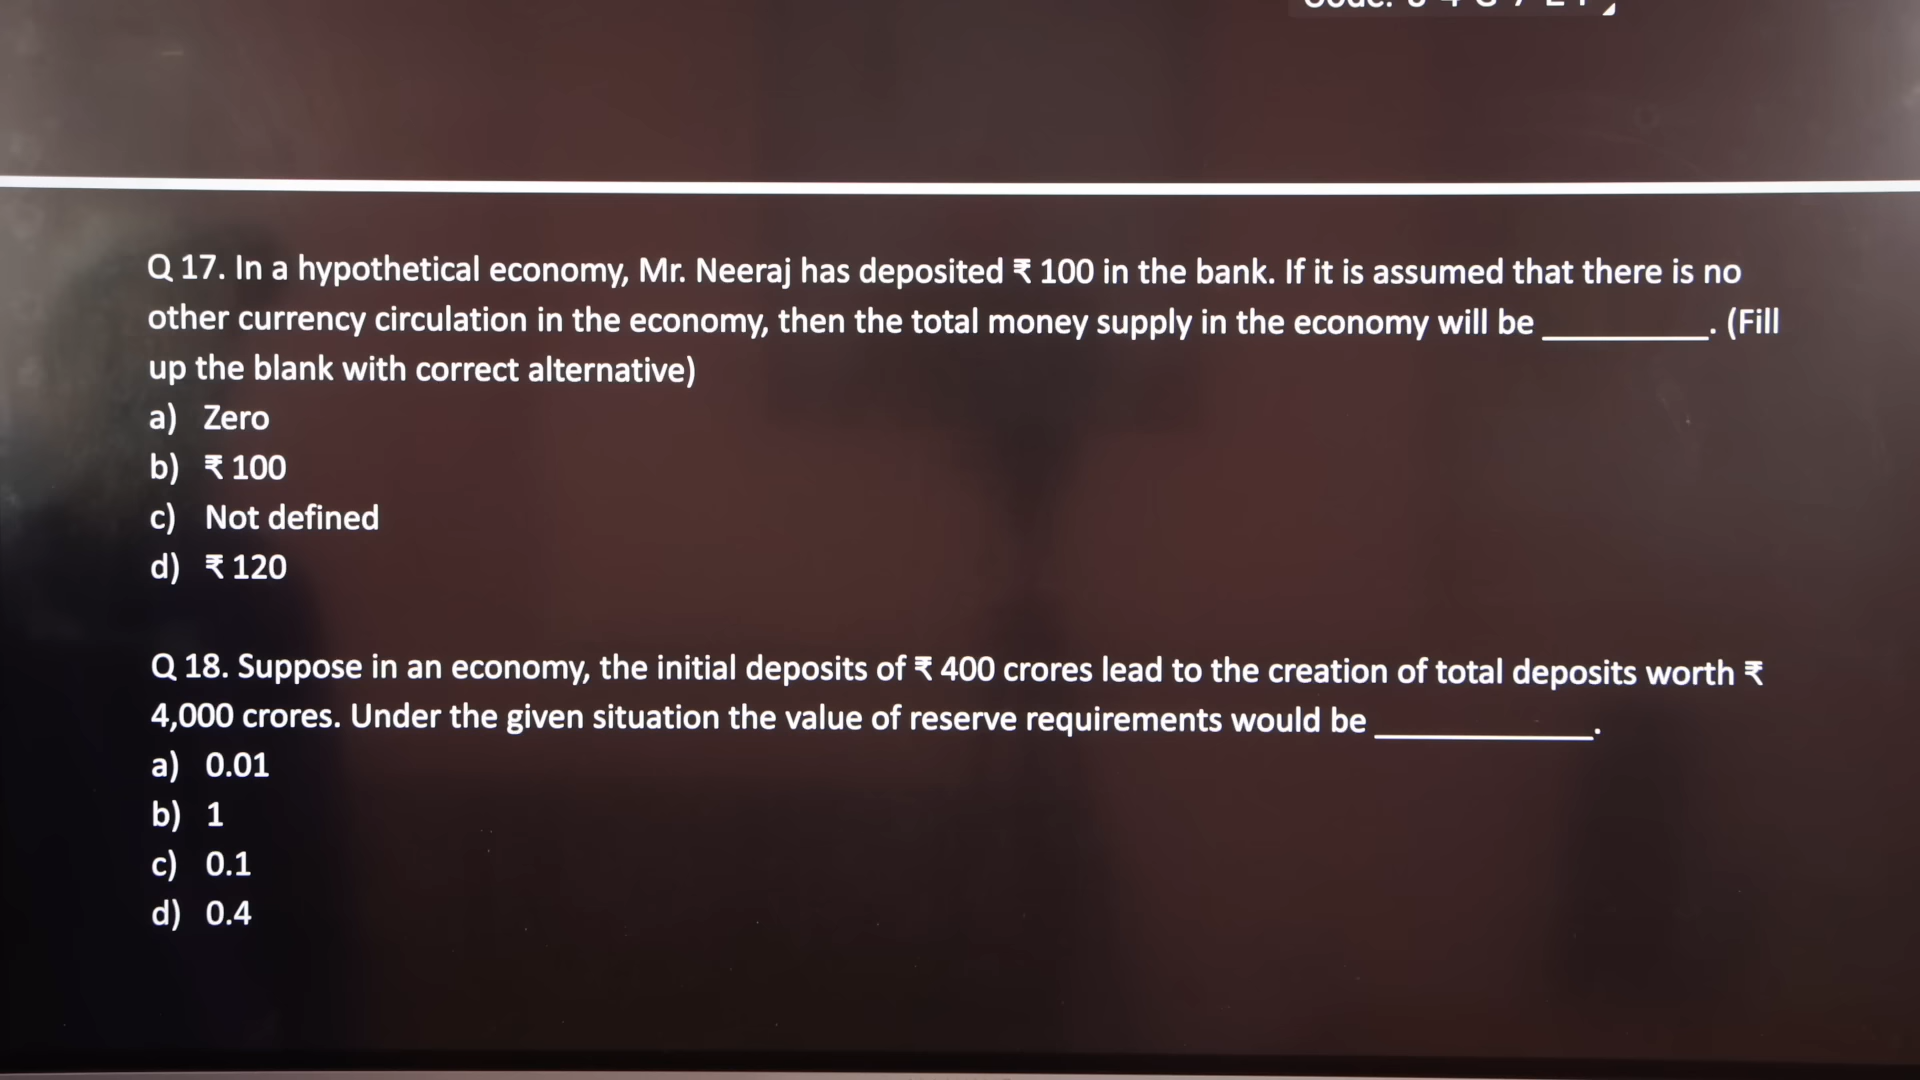 Q 17. In a hypothetical economy, Mr. Neeraj has deposited ₹ 100 in the bank. If it is assumed that there is no
other currency circulation in the economy, then the total money supply in the economy will be _________. (Fill
up the blank with correct alternative)
a) Zero
b) ₹ 100
c) Not defined
d) ₹ 120
Q 18. Suppose in an economy, the initial deposits of ₹ 400 crores lead to the creation of total deposits worth ₹
4,000 crores. Under the given situation the value of reserve requirements would be ____________.
a) 0.01
b) 1
c) 0.1
d) 0.4